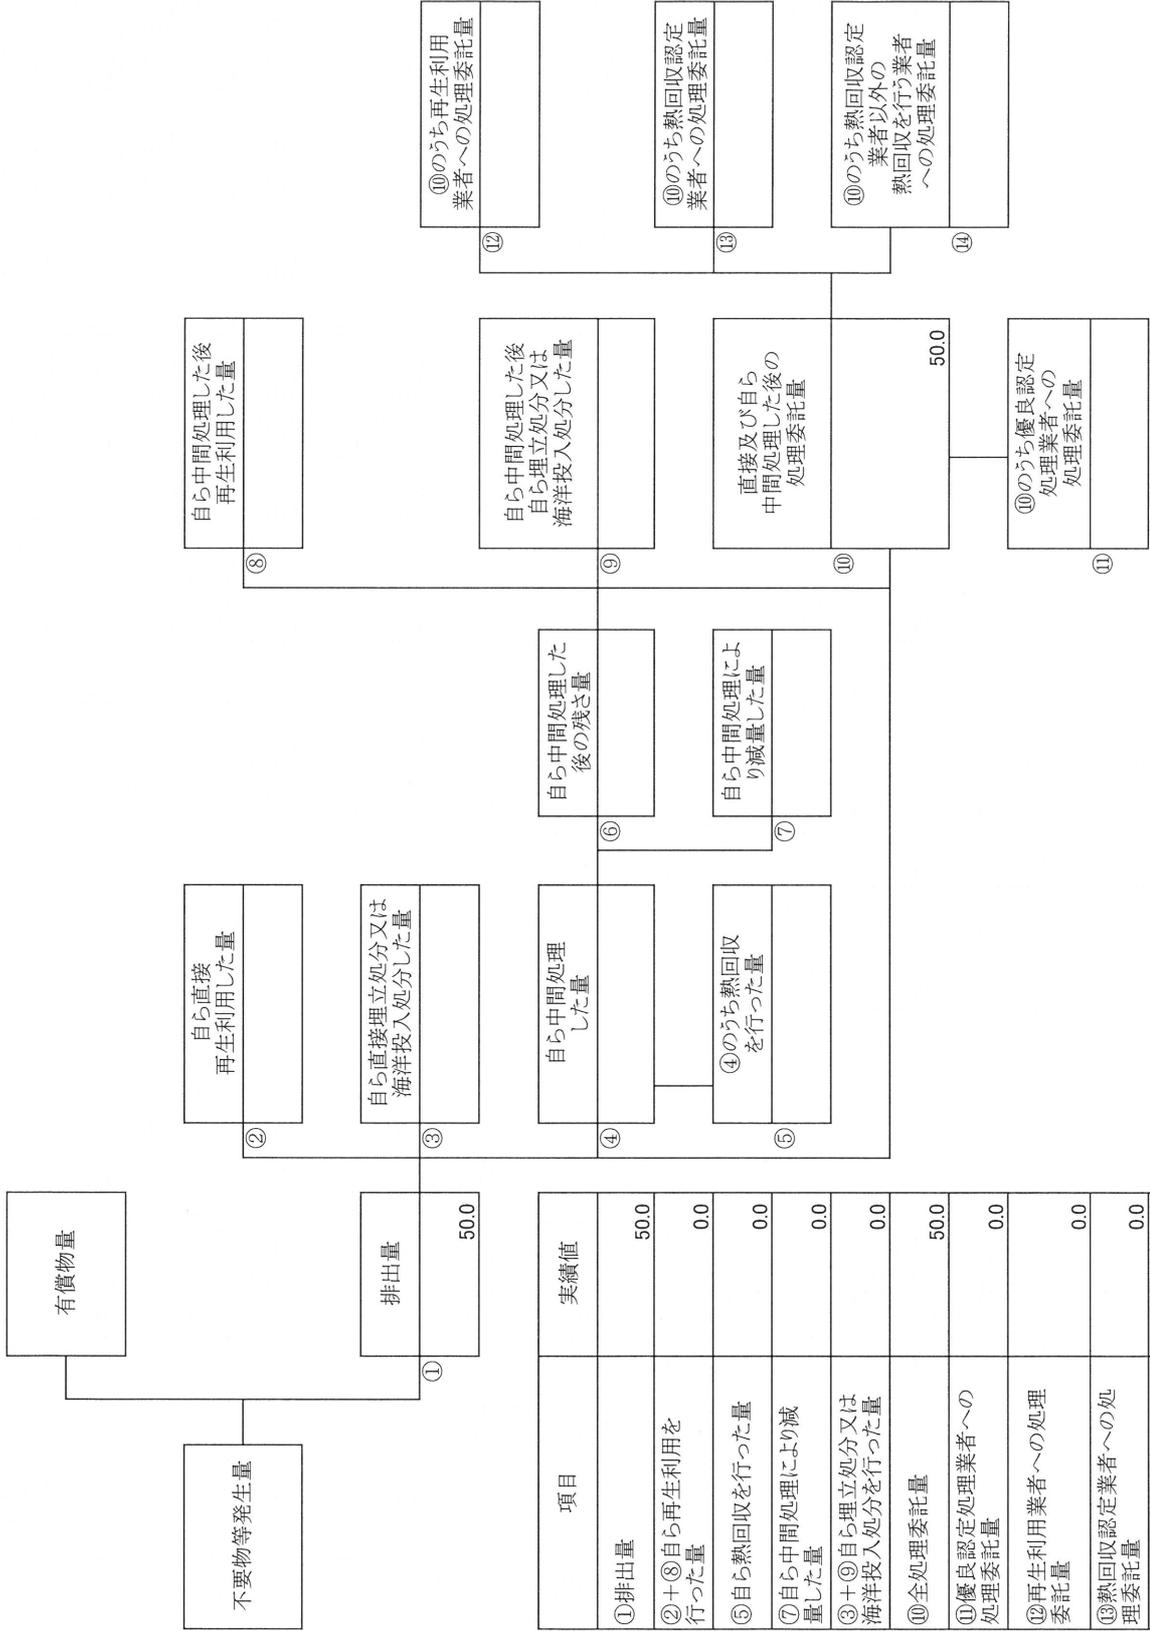 不要物等発生量
有償物量
排出量
①
50.0
自ら直接
再生利用した量
②
自ら直接埋立処分又は
海洋投入処分した量
③
自ら中間処理
した量
④
④のうち熱回収
を行った量
⑤
自ら中間処理した
後の残さ量
⑥
自ら中間処理によ
り減量した量
⑦
自ら中間処理した後
再生利用した量
⑧
自ら中間処理した後
自ら埋立処分又は
海洋投入処分した量
⑨
直接及び自ら
中間処理した後の
処理委託量
⑩
50.0
⑩のうち優良認定
処理業者への
処理委託量
⑪
⑩のうち再生利用
業者への処理委託量
⑫
⑩のうち熱回収認定
業者への処理委託量
⑬
⑩のうち熱回収認定
業者以外の
熱回収を行う業者
への処理委託量
⑭
項目 実績値
①排出量 50.0
②+⑧自ら再生利用を
行った量 0.0
⑤自ら熱回収を行った量 0.0
⑦自ら中間処理により減
量した量 0.0
③+⑨自ら埋立処分又は
海洋投入処分を行った量 0.0
⑩全処理委託量 50.0
⑪優良認定処理業者への
処理委託量 0.0
⑫再生利用業者への処理
委託量 0.0
⑬熱回収認定業者への処
理委託量 0.0